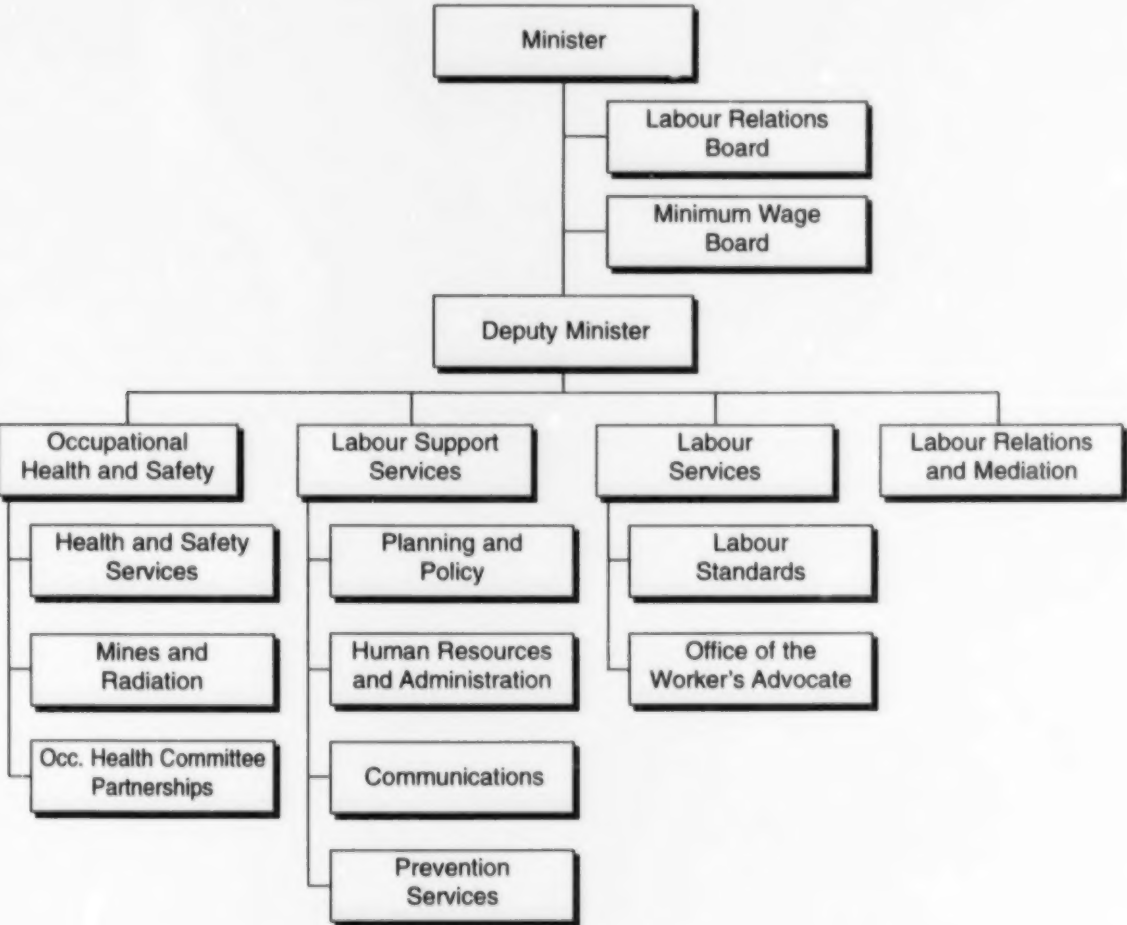 Minister
Labour Relations
Board
Minimum Wage
Board
Deputy Minister
Occupational
Health and Safety
Labour Support
Services
Labour
Services
Labour Relations
and Mediation
Health and Safety
Services
Mines and
Radiation
Occ. Health Committee
Partnerships
Planning and
Policy
Human Resources
and Administration
Communications
Prevention
Services
Labour
Standards
Office of the
Worker's Advocate